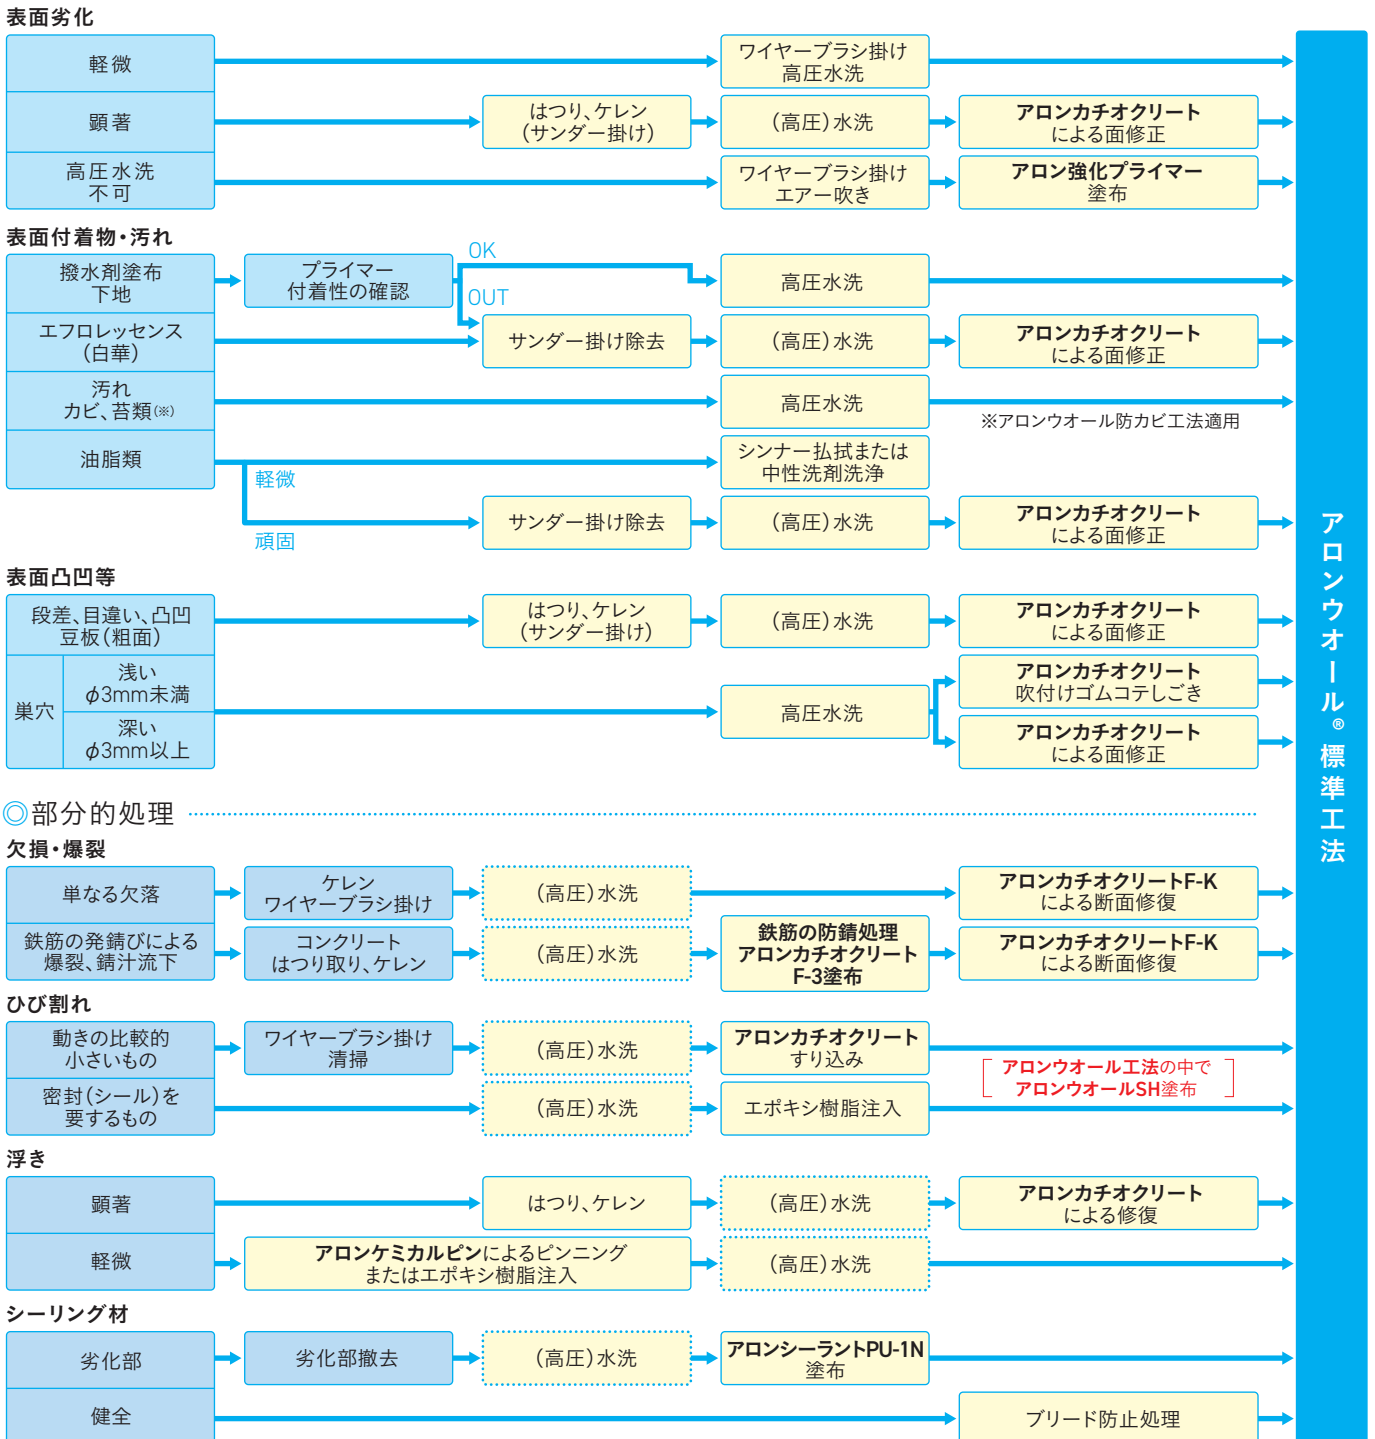 表面劣化
軽微
ワイヤーブラシ掛け
高圧水洗
顕著
はつり、ケレン
(サンダー掛け)
(高圧)水洗
アロンカチオクリート
による面修正
高圧水洗
不可
ワイヤーブラシ掛け
エアー吹き
アロン強化プライマー
塗布
表面付着物・汚れ
撥水剤塗布
下地
プライマー
付着性の確認
OK
OUT
高圧水洗
エフロレッセンス
(白華)
サンダー掛け除去
(高圧)水洗
アロンカチオクリート
による面修正
汚れ
カビ、苔類(※)
高圧水洗
※アロンウオール防カビ工法適用
油脂類
軽微
シンナー払拭または
中性洗剤洗浄
頑固
サンダー掛け除去
(高圧)水洗
アロンカチオクリート
による面修正
表面凸凹等
段差、目違い、凸凹
豆板(粗面)
はつり、ケレン
(サンダー掛け)
(高圧)水洗
アロンカチオクリート
による面修正
巣穴
浅い
φ3mm未満
深い
φ3mm以上
高圧水洗
アロンカチオクリート
吹付けゴムコテしごき
アロンカチオクリート
による面修正
◎部分的処理
欠損・爆裂
単なる欠落
ケレン
ワイヤーブラシ掛け
(高圧)水洗
アロンカチオクリートF-K
による断面修復
鉄筋の発錆びによる
爆裂、錆汁流下
コンクリート
はつり取り、ケレン
(高圧)水洗
鉄筋の防錆処理
アロンカチオクリート
F-3塗布
アロンカチオクリートF-K
による断面修復
ひび割れ
動きの比較的
小さいもの
ワイヤーブラシ掛け
清掃
(高圧)水洗
アロンカチオクリート
すり込み
アロンウオール工法の中で
アロンウオールSH塗布
密封(シール)を
要するもの
(高圧)水洗
エポキシ樹脂注入
浮き
顕著
はつり、ケレン
(高圧)水洗
アロンカチオクリート
による修復
軽微
アロンケミカルピンによるピンニング
またはエポキシ樹脂注入
(高圧)水洗
シーリング材
劣化部
劣化部撤去
(高圧)水洗
アロンシーラントPU-1N
塗布
健全
ブリード防止処理
アロンウオール® 標準工法